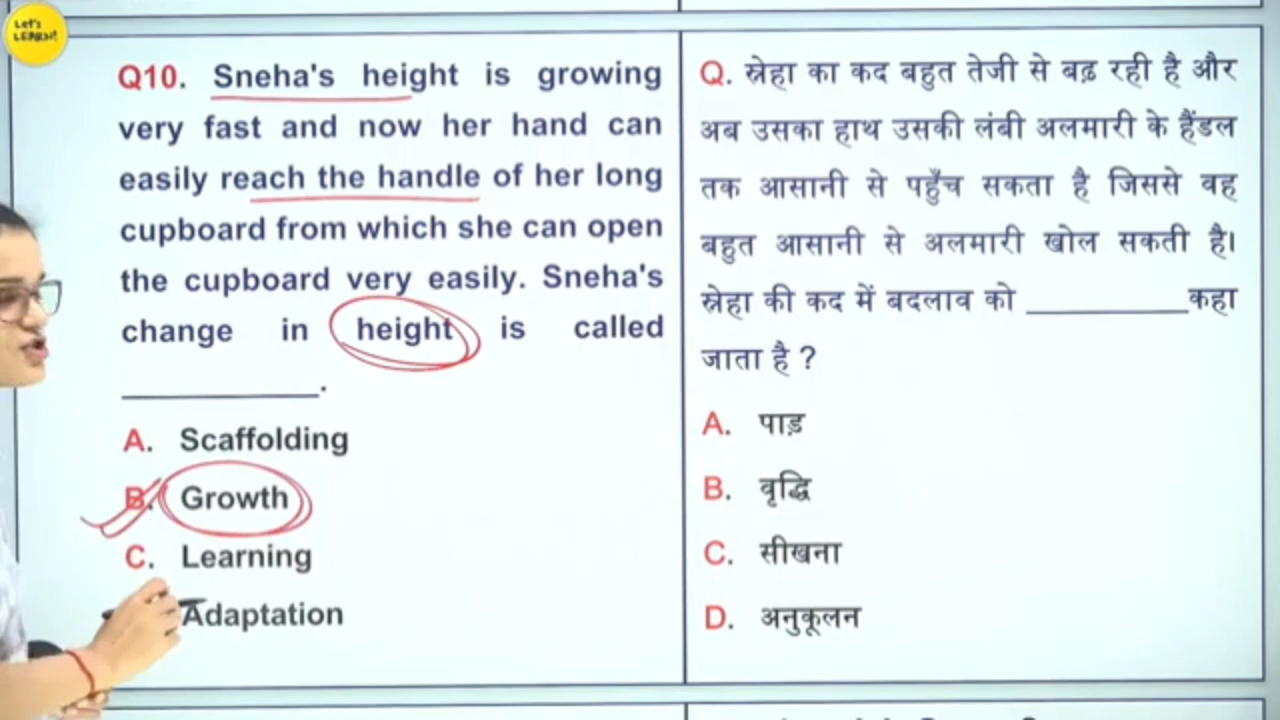 Let's
LEARN!
Q10. Sneha's height is growing
very fast and now her hand can
easily reach the handle of her long
cupboard from which she can open
the cupboard very easily. Sneha's
change in height is called
____________.
A. Scaffolding
B. Growth
C. Learning
Adaptation
Q. स्नेहा का कद बहुत तेजी से बढ़ रही है और
अब उसका हाथ उसकी लंबी अलमारी के हैंडल
तक आसानी से पहुँच सकता है जिससे वह
बहुत आसानी से अलमारी खोल सकती है।
स्नेहा की कद में बदलाव को __________कहा
जाता है ?
A. पाड़
B. वृद्धि
C. सीखना
D. अनुकूलन